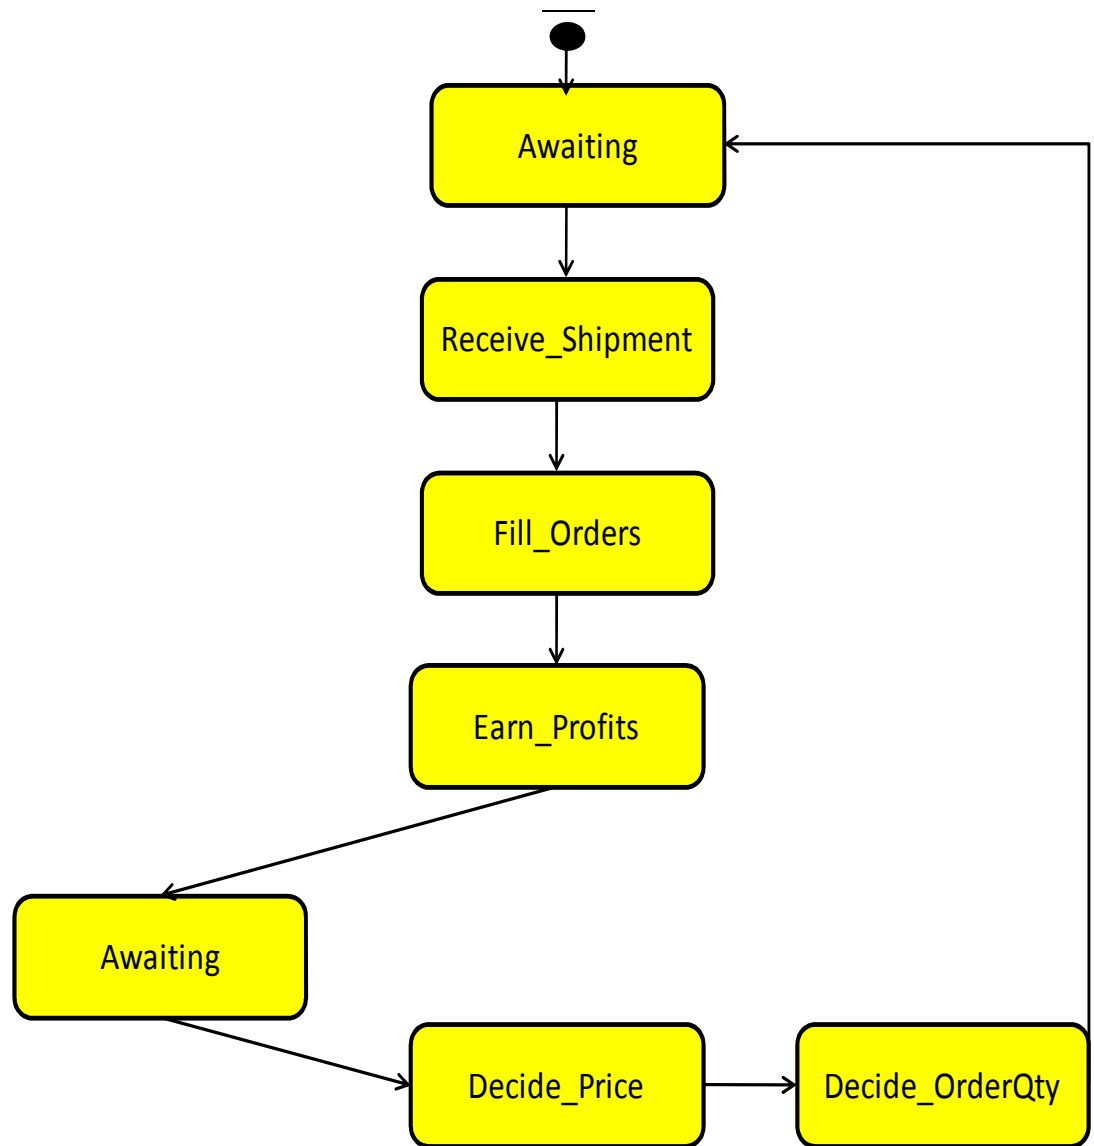 Awaiting
Receive_Shipment
Fill_Orders
Earn_Profits
Awaiting
Decide_Price
Decide_OrderQty